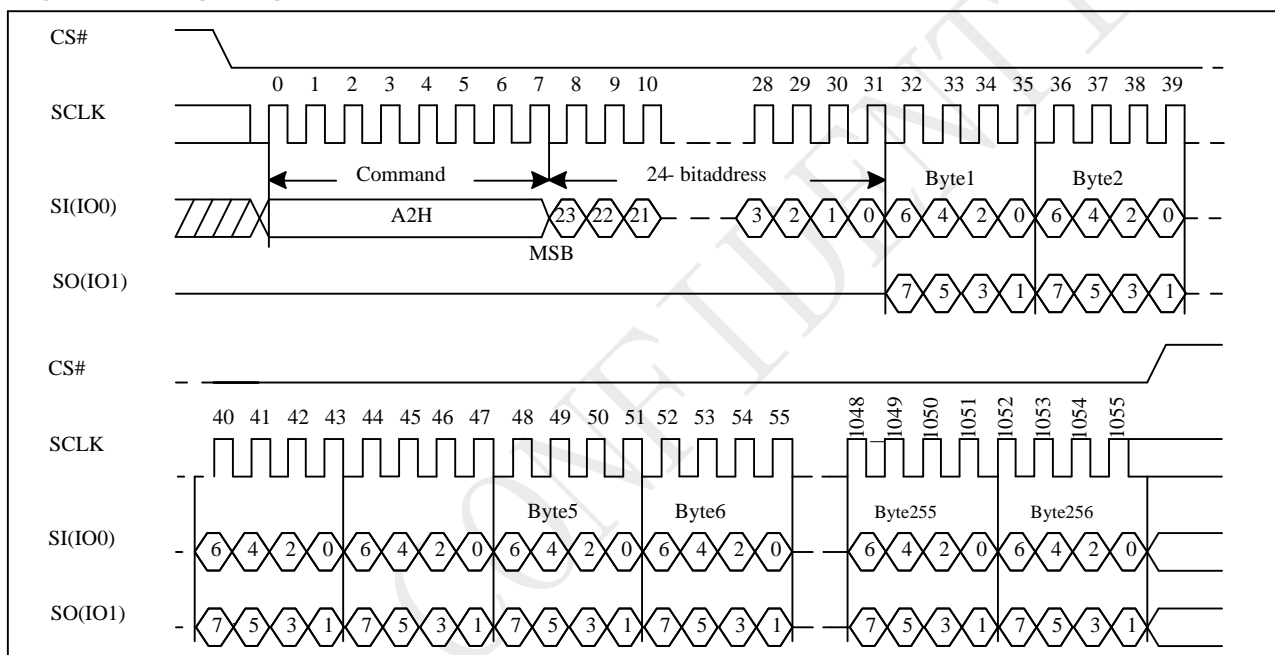 CS#
0 1 2 3 4 5 6 7 8 9 10 28 29 30 31 32 33 34 35 36 37 38 39
SCLK
Command 24- bitaddress Byte1 Byte2
SI(IO0) A2H 23 22 21 3 2 1 0 6 4 2 0 6 4 2 0
MSB
SO(IO1) 7 5 3 1 7 5 3 1
CS#
40 41 42 43 44 45 46 47 48 49 50 51 52 53 54 55 1048 1049 1050 1051 1052 1053 1054 1055
SCLK
Byte5 Byte6 Byte255 Byte256
SI(IO0) 6 4 2 0 6 4 2 0 6 4 2 0 6 4 2 0 6 4 2 0 6 4 2 0
SO(IO1) 7 5 3 1 7 5 3 1 7 5 3 1 7 5 3 1 7 5 3 1 7 5 3 1
CONFIDENT